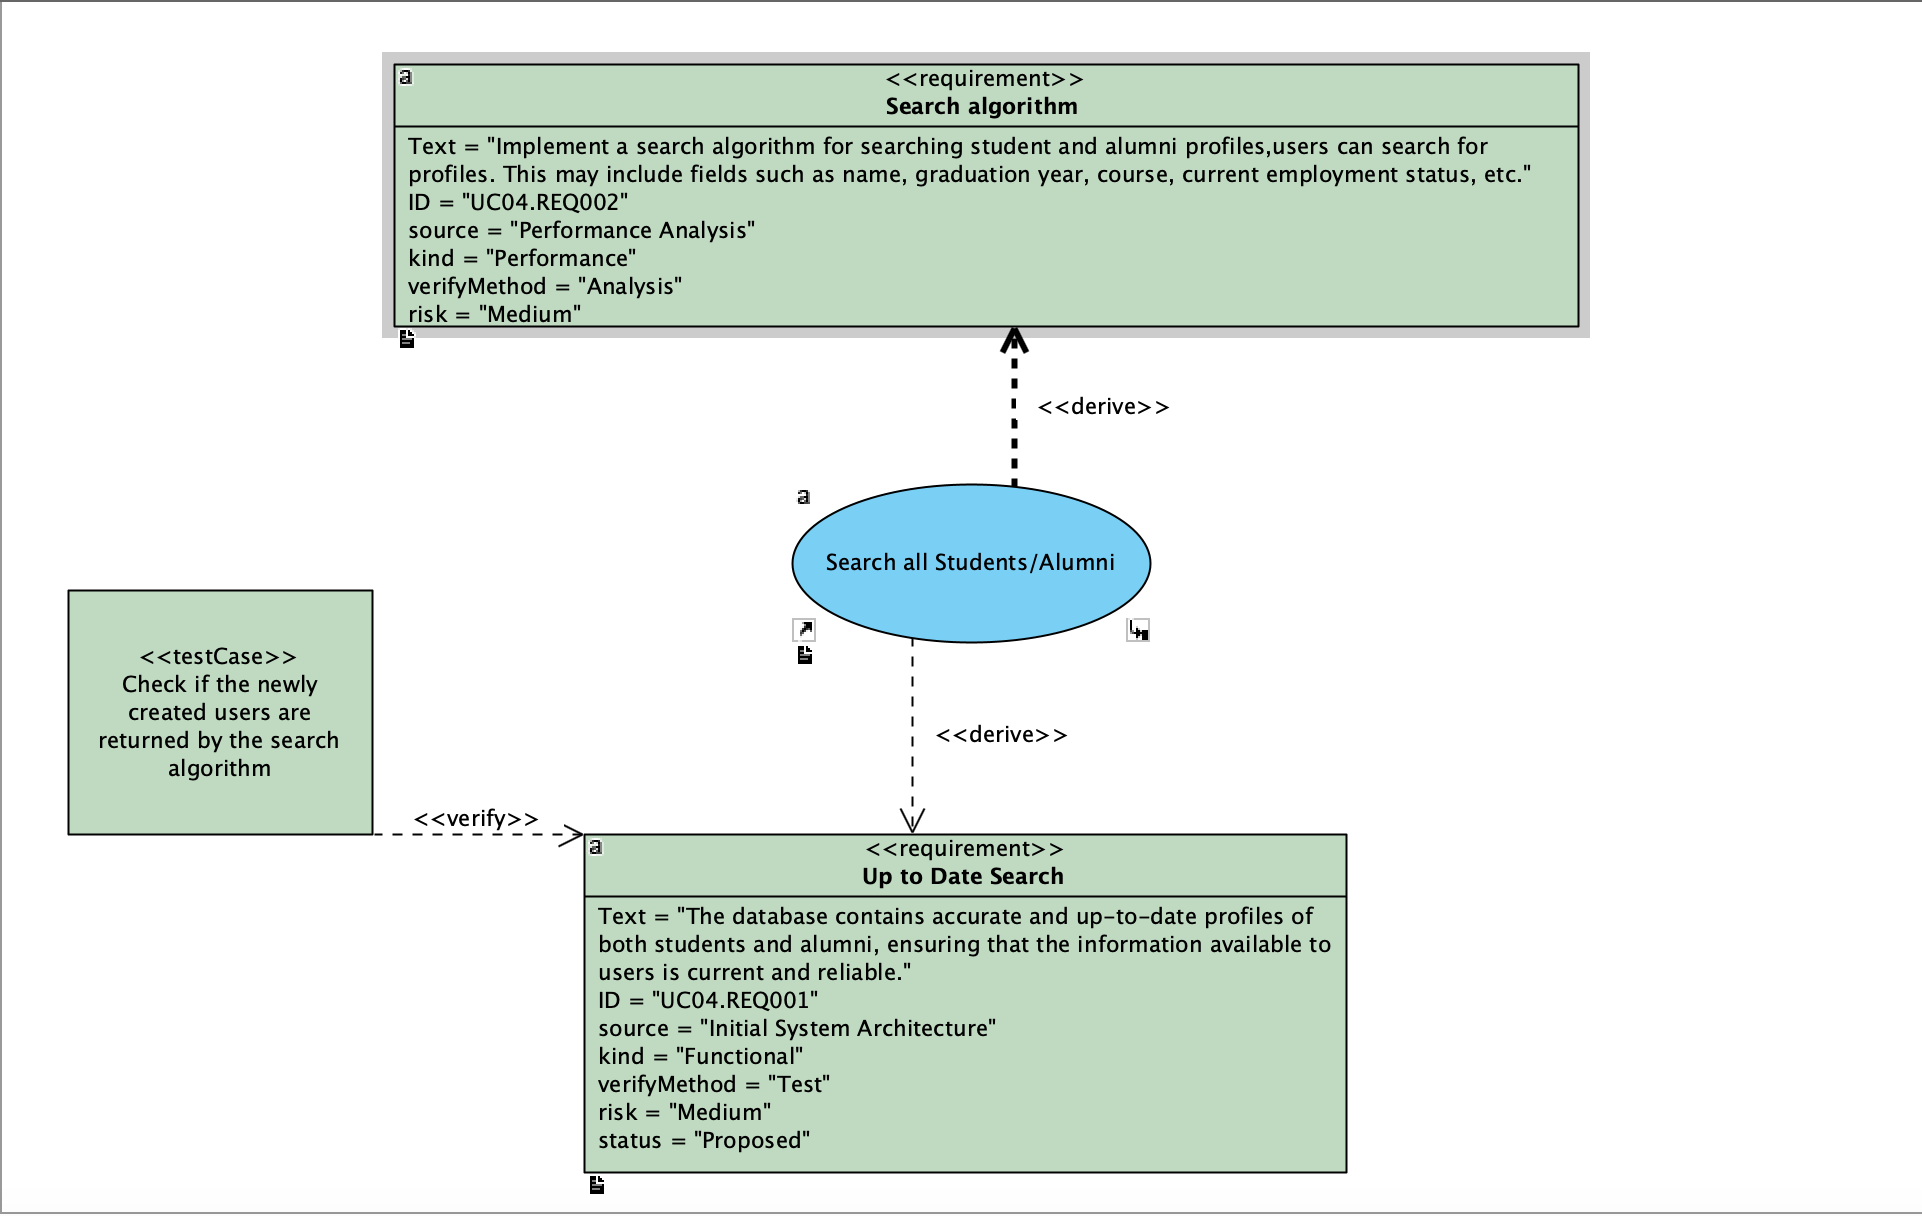 <<requirement>>
Search algorithm
Text = "Implement a search algorithm for searching student and alumni profiles,users can search for
profiles. This may include fields such as name, graduation year, course, current employment status, etc."
ID = "UC04.REQ002"
source = "Performance Analysis"
kind = "Performance"
verifyMethod = "Analysis"
risk = "Medium"
<<derive>>
a
a
Search all Students/Alumni
<<testCase>>
Check if the newly
created users are
returned by the search
algorithm
<<derive>>
<<verify>>
a
<<requirement>>
Up to Date Search
Text = "The database contains accurate and up-to-date profiles of
both students and alumni, ensuring that the information available to
users is current and reliable."
ID = "UC04.REQ001"
source = "Initial System Architecture"
kind = "Functional"
verifyMethod = "Test"
risk = "Medium"
status = "Proposed"